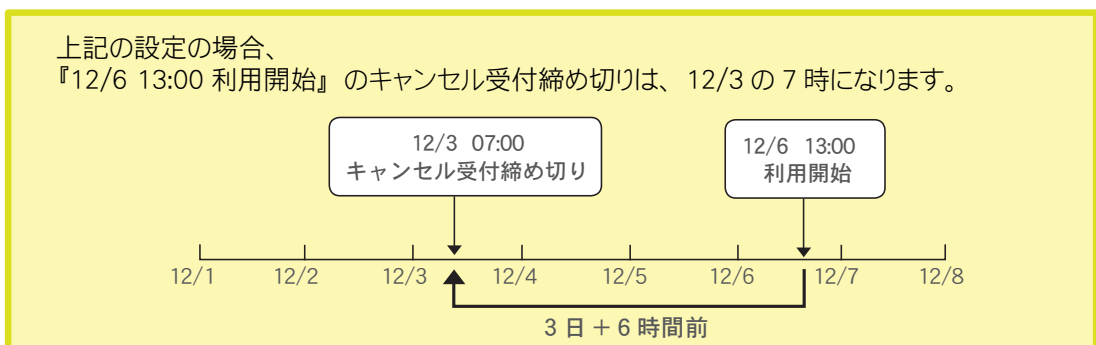 上記の設定の場合、
『12/6 13:00 利用開始』のキャンセル受付締め切りは、12/3 の 7 時になります。
12/3 07:00
キャンセル受付締め切り
12/6 13:00
利用開始
12/1 12/2 12/3 12/4 12/5 12/6 12/7 12/8
3 日 + 6 時間前